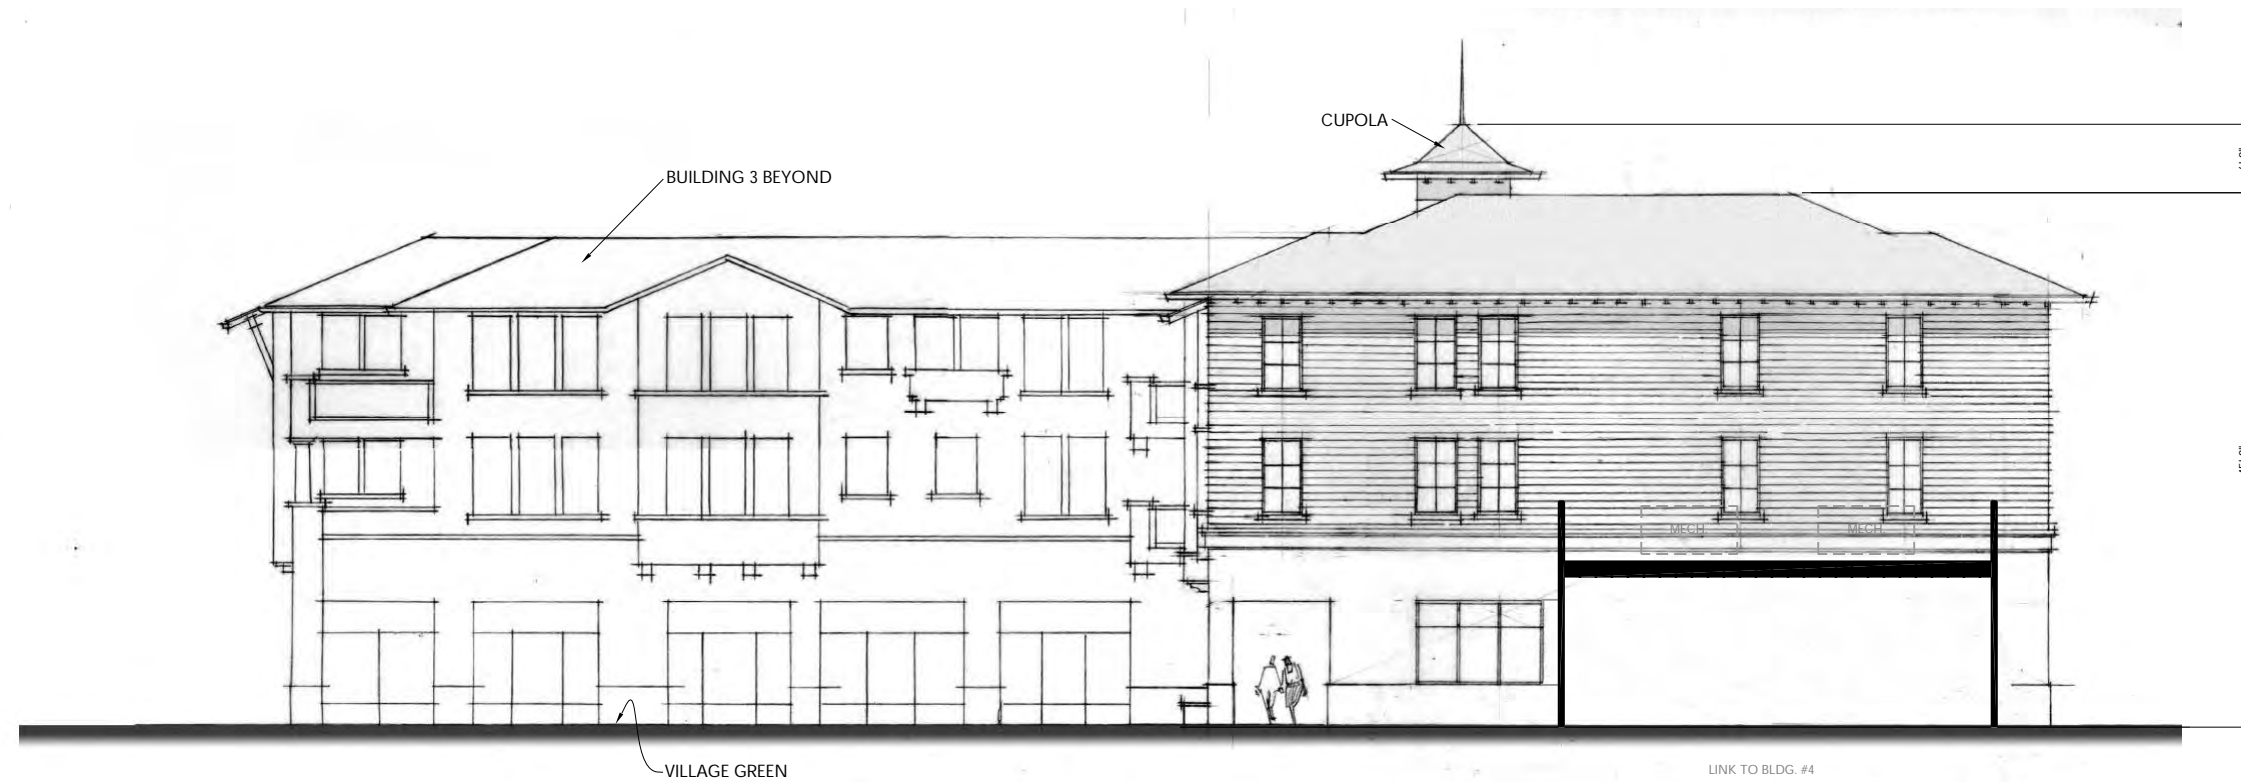 CUPOLA
BUILDING 3 BEYOND
MECH
MECH
VILLAGE GREEN
LINK TO BLDG. #4